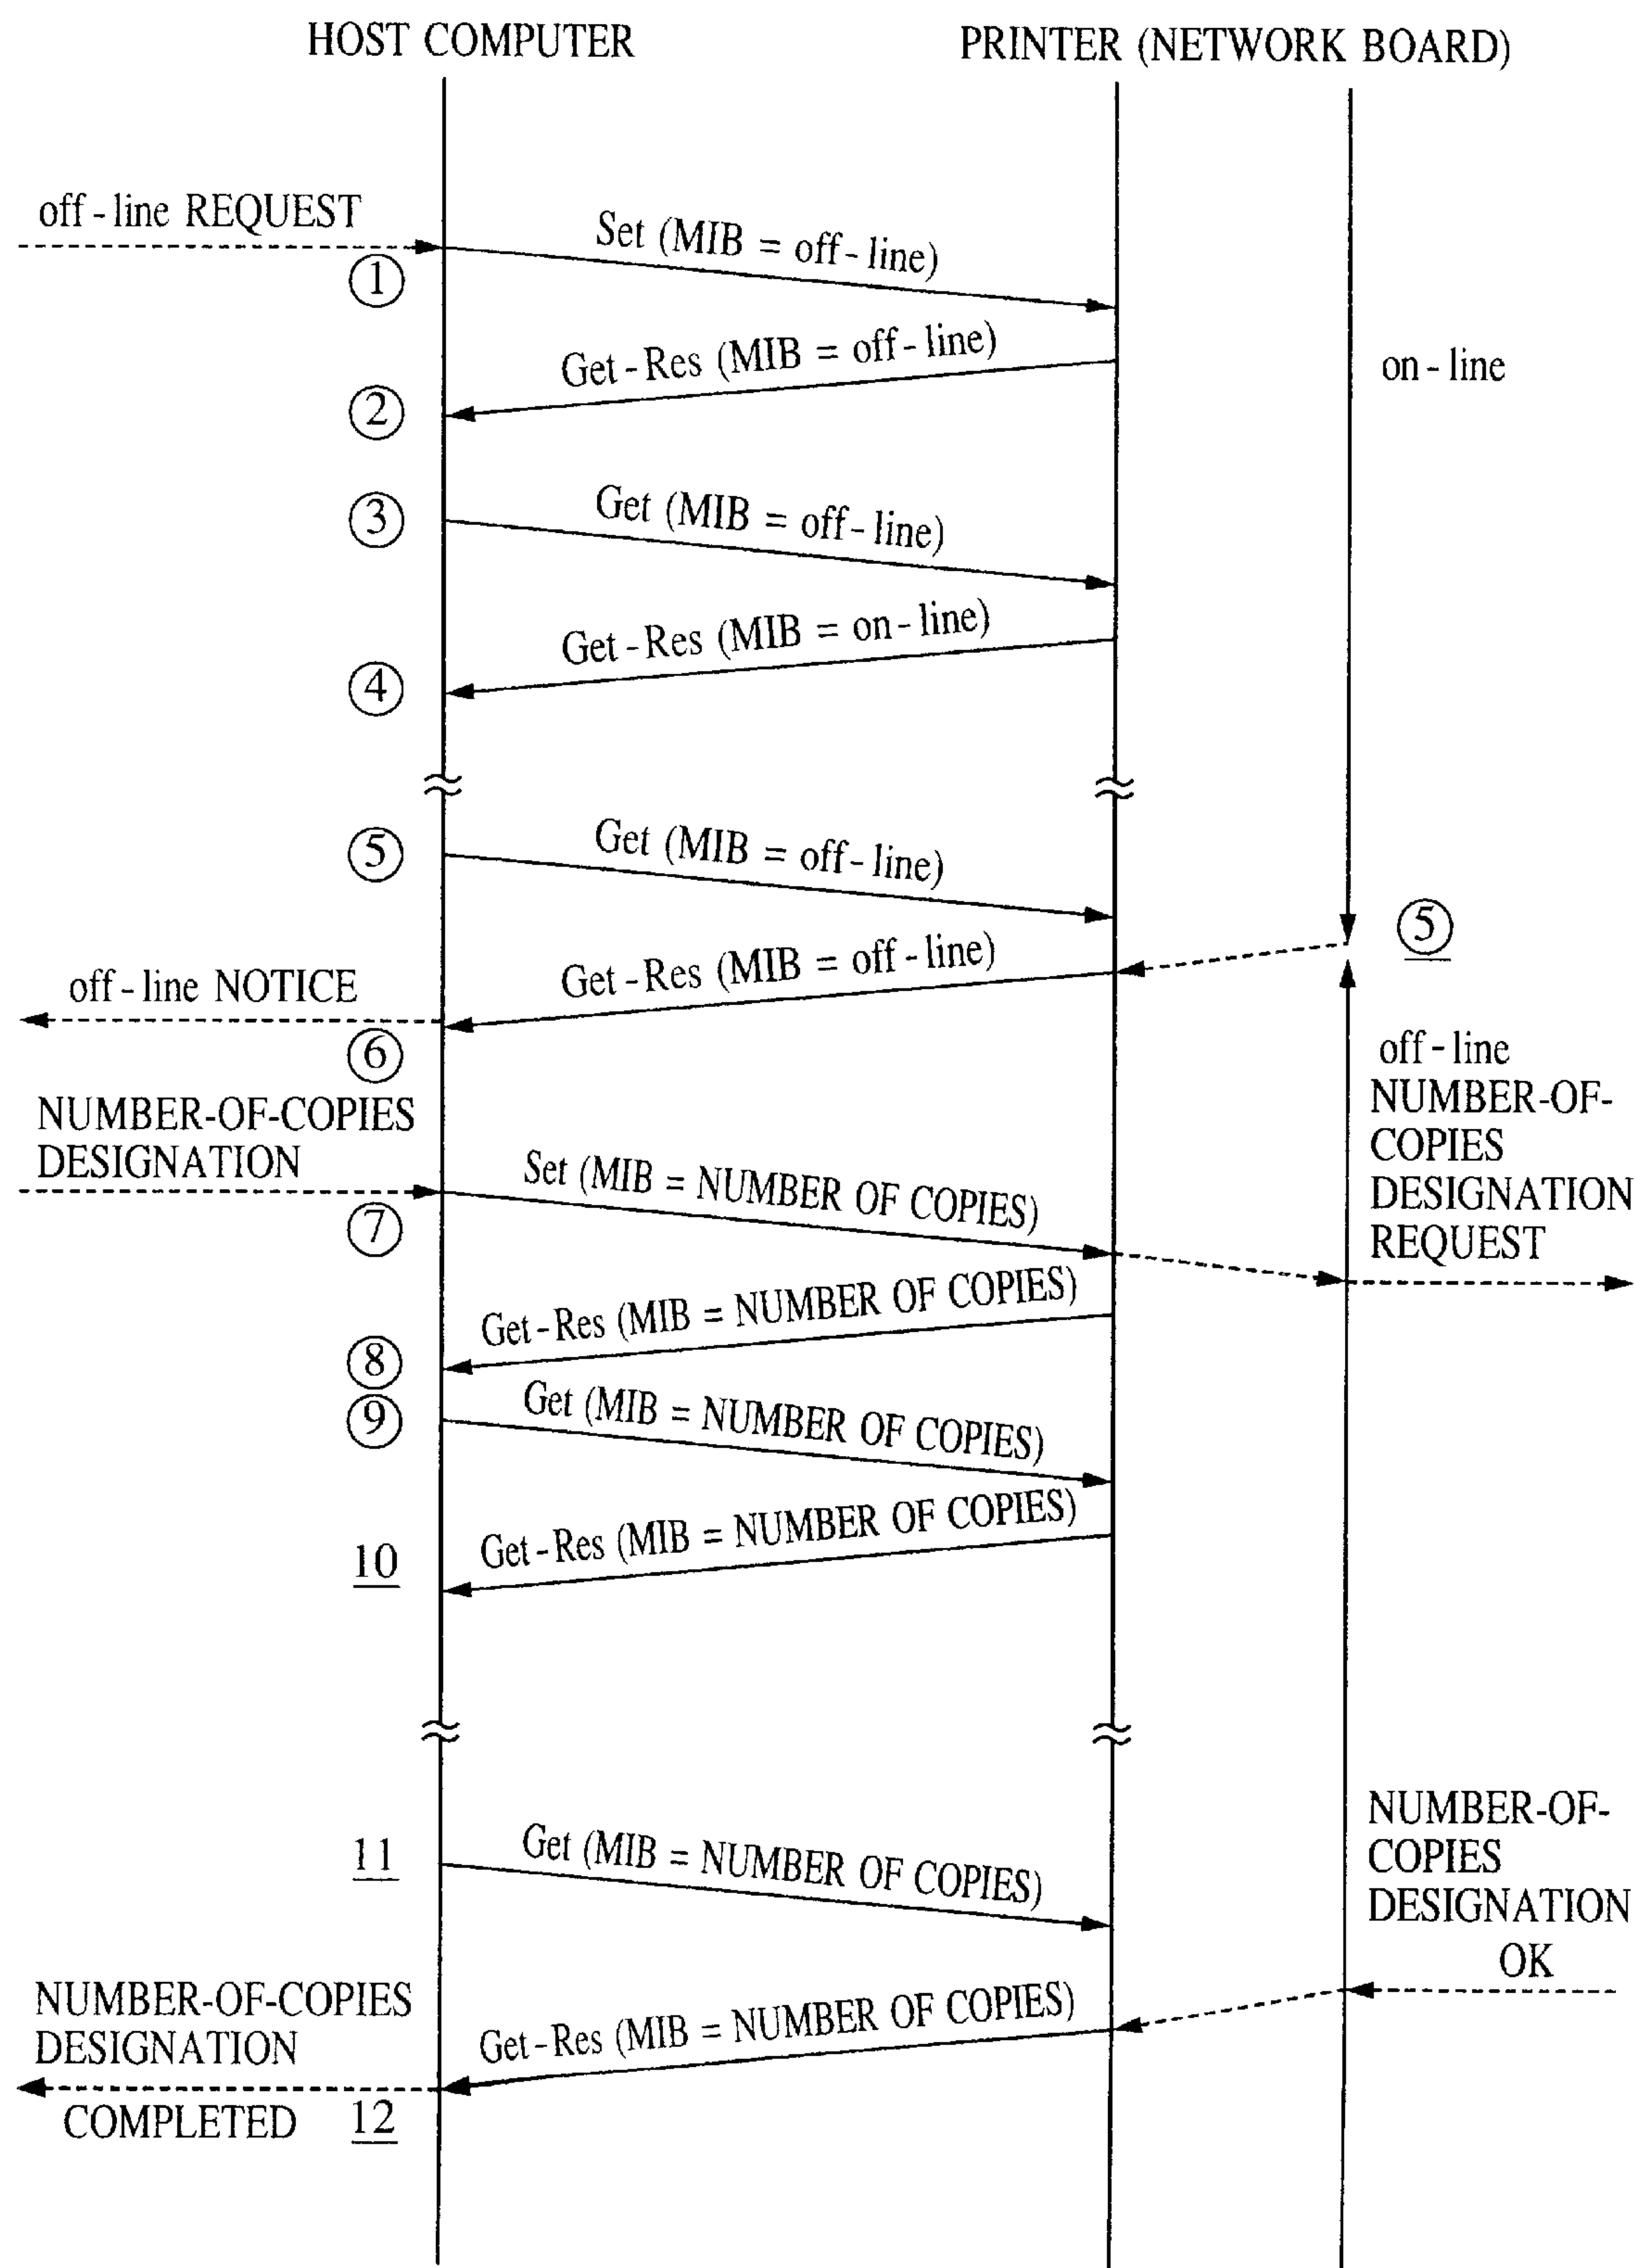 HOST COMPUTER
PRINTER (NETWORK BOARD)
off-line REQUEST
Set (MIB = off-line)
1
Get-Res (MIB = off-line)
on-line
2
3
Get (MIB = off-line)
Get-Res (MIB = on-line)
4
5
Get (MIB = off-line)
5
Get-Res (MIB = off-line)
off-line NOTICE
6
off-line
NUMBER-OF-
COPIES
DESIGNATION
REQUEST
NUMBER-OF-COPIES
DESIGNATION
Set (MIB = NUMBER OF COPIES)
7
Get-Res (MIB = NUMBER OF COPIES)
8
9
Get (MIB = NUMBER OF COPIES)
Get-Res (MIB = NUMBER OF COPIES)
10
11
Get (MIB = NUMBER OF COPIES)
NUMBER-OF-
COPIES
DESIGNATION
OK
NUMBER-OF-COPIES
DESIGNATION
Get-Res (MIB = NUMBER OF COPIES)
COMPLETED
12